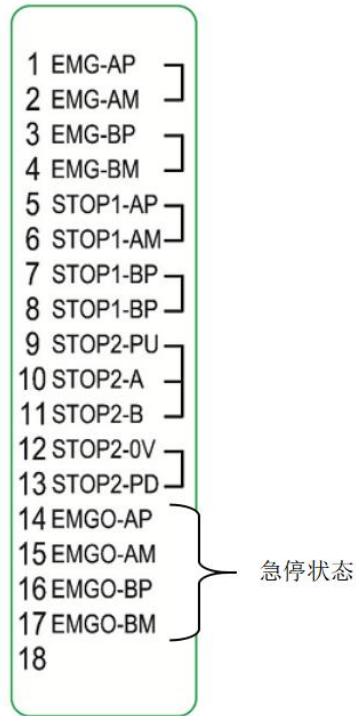 1 EMG-AP
2 EMG-AM
3 EMG-BP
4 EMG-BM
5 STOP1-AP
6 STOP1-AM
7 STOP1-BP
8 STOP1-BP
9 STOP2-PU
10 STOP2-A
11 STOP2-B
12 STOP2-0V
13 STOP2-PD
14 EMGO-AP
15 EMGO-AM
16 EMGO-BP
17 EMGO-BM
18
急停状态